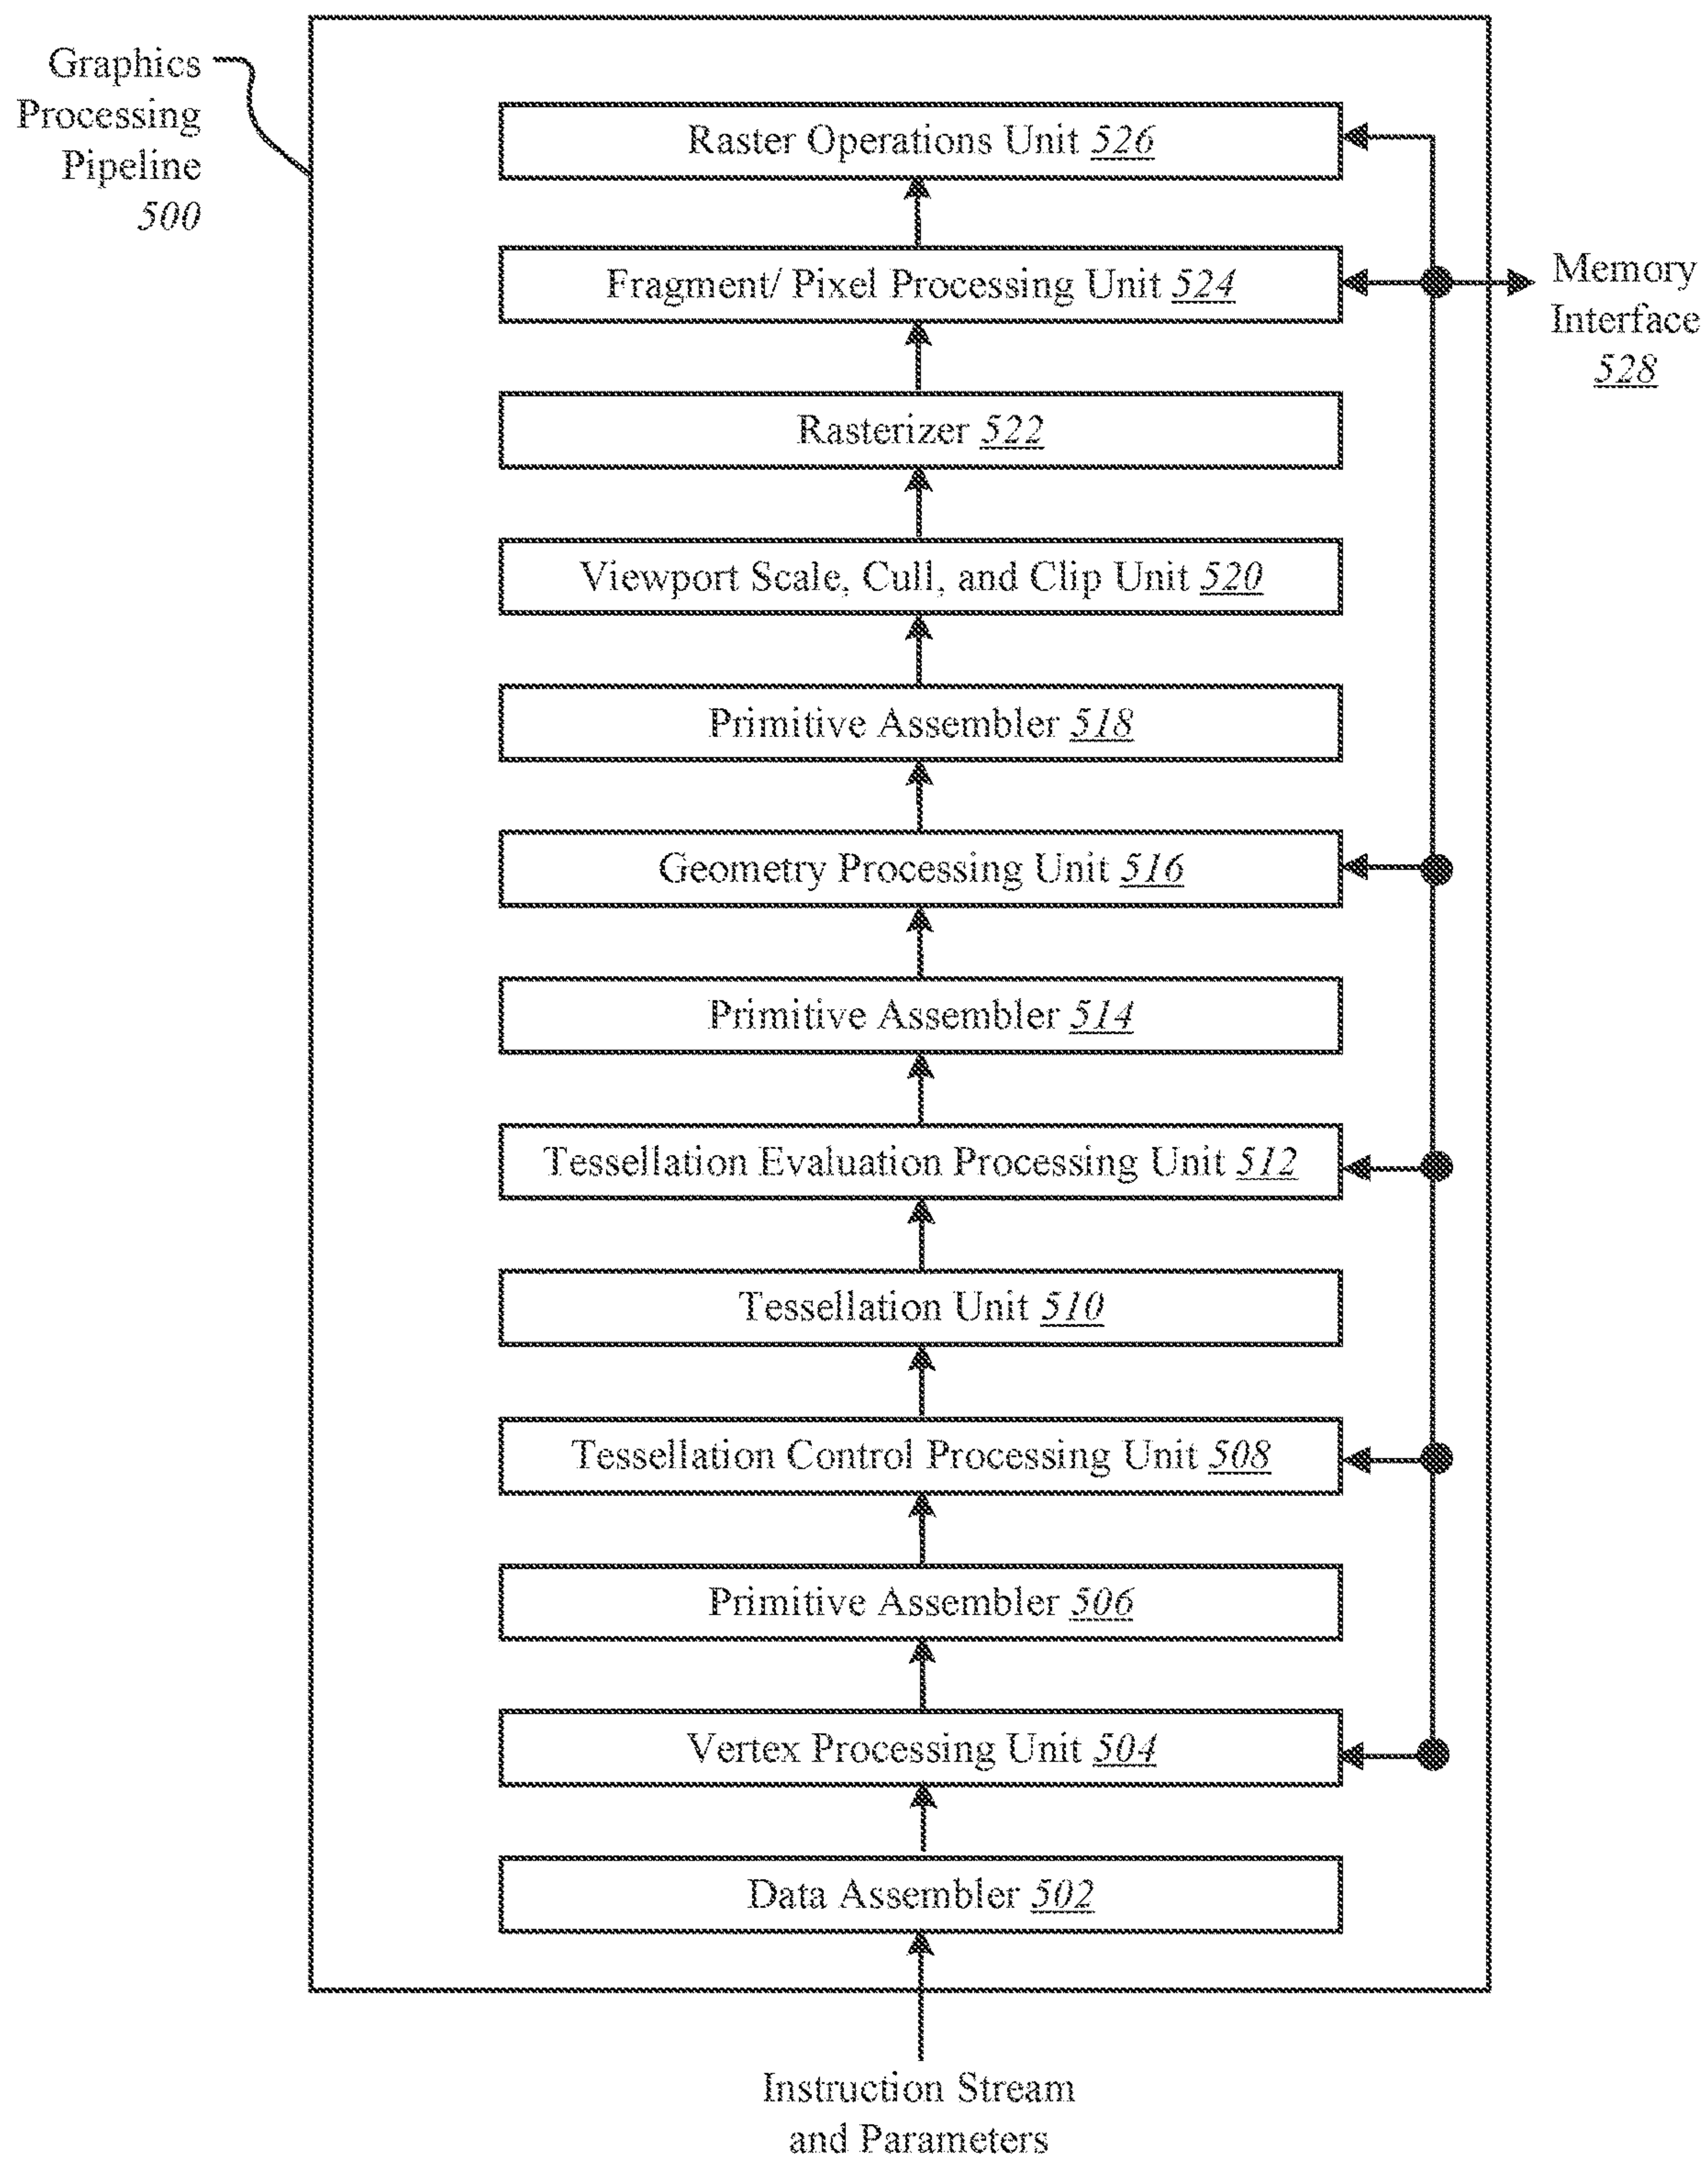 Graphics
Processing
Pipeline
500
Raster Operations Unit 526
Fragment/ Pixel Processing Unit 524
Memory
Interface
528
Rasterizer 522
Viewport Scale, Cull, and Clip Unit 520
Primitive Assembler 518
Geometry Processing Unit 516
Primitive Assembler 514
Tessellation Evaluation Processing Unit 512
Tessellation Unit 510
Tessellation Control Processing Unit 508
Primitive Assembler 506
Vertex Processing Unit 504
Data Assembler 502
Instruction Stream
and Parameters